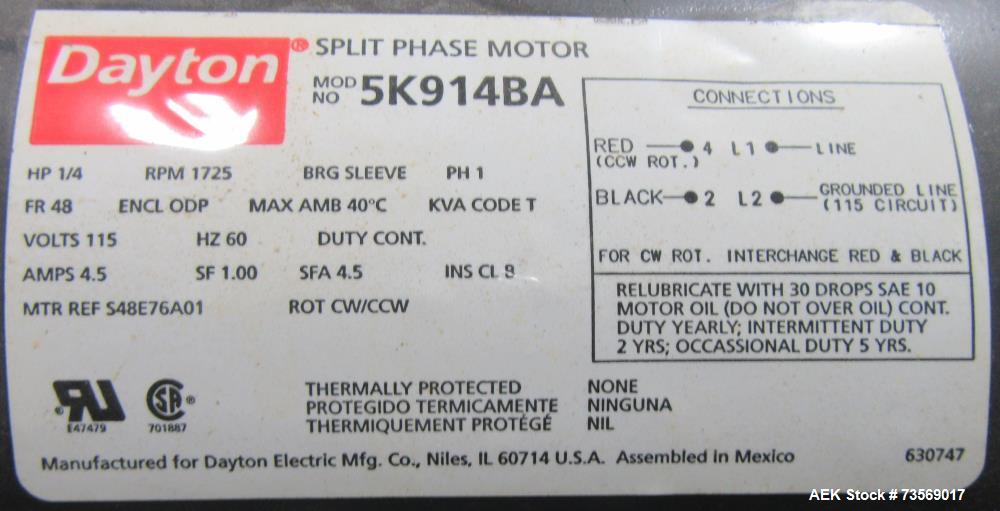 Dayton® SPLIT PHASE MOTOR
MOD NO 5K914BA
HP 1/4 RPM 1725 BRG SLEEVE PH 1
FR 48 ENCL ODP MAX AMB 40°C KVA CODE T
VOLTS 115 HZ 60 DUTY CONT.
AMPS 4.5 SF 1.00 SFA 4.5 INS CL B
MTR REF S48E76A01 ROT CW/CCW
CONNECTIONS
RED 4 L1 LINE
(CCW ROT.)
BLACK 2 L2 GROUNDED LINE
(115 CIRCUIT)
FOR CW ROT. INTERCHANGE RED & BLACK
RELUBRICATE WITH 30 DROPS SAE 10
MOTOR OIL (DO NOT OVER OIL) CONT.
DUTY YEARLY; INTERMITTENT DUTY
2 YRS; OCCASSIONAL DUTY 5 YRS.
RU® SA®
E47479 701887
THERMALLY PROTECTED NONE
PROTEGIDO TERMICAMENTE NINGUNA
THERMIQUEMENT PROTÉGÉ NIL
Manufactured for Dayton Electric Mfg. Co., Niles, IL 60714 U.S.A. Assembled in Mexico 630747
AEK Stock # 73569017